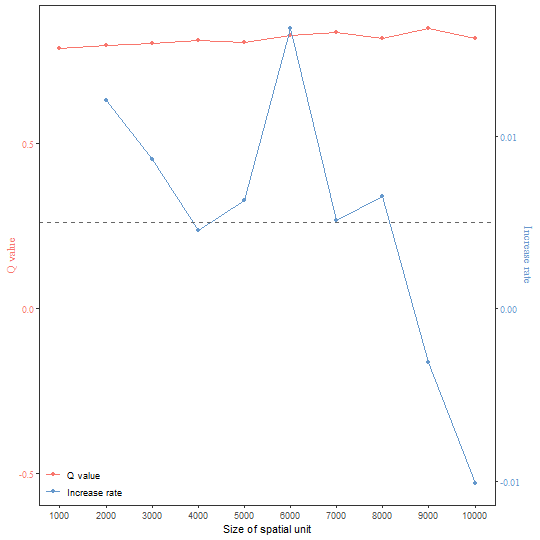 0.5
0.0
-0.5
Q value
0.01
0.00
-0.01
Increase rate
Q value
Increase rate
1000 2000 3000 4000 5000 6000 7000 8000 9000 10000
Size of spatial unit